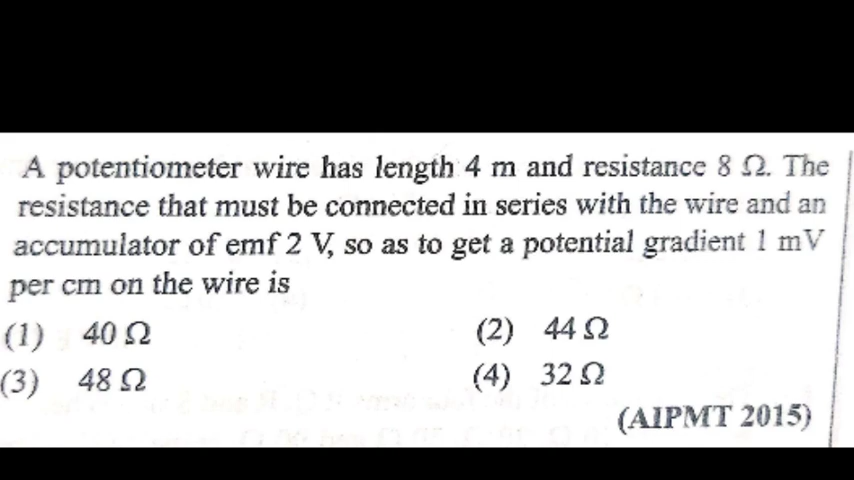 A potentiometer wire has length 4 m and resistance 8 Ω. The
resistance that must be connected in series with the wire and an
accumulator of emf 2 V, so as to get a potential gradient 1 mV
per cm on the wire is
(1) 40 Ω (2) 44 Ω
(3) 48 Ω (4) 32 Ω
(AIPMT 2015)